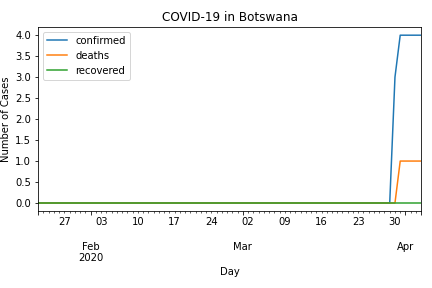 COVID-19 in Botswana
confirmed
deaths
recovered
Number of Cases
4.0
3.5
3.0
2.5
2.0
1.5
1.0
0.5
0.0
27 03 10 17 24 02 09 16 23 30
Feb Mar Apr
2020
Day